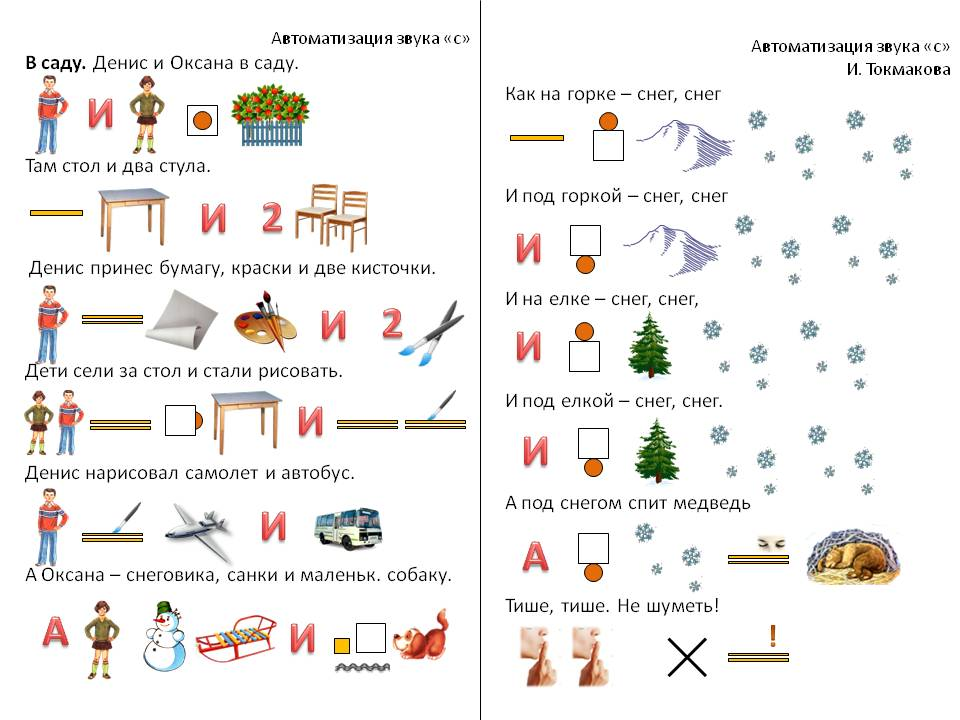 Автоматизация звука «с»
В саду. Денис и Оксана в саду.
И
Там стол и два стула.
И 2
Денис принес бумагу, краски и две кисточки.
И 2
Дети сели за стол и стали рисовать.
И
Денис нарисовал самолет и автобус.
И
А Оксана – снеговика, санки и маленьк. собаку.
А И
Автоматизация звука «с»
И. Токмакова
Как на горке – снег, снег
И под горкой – снег, снег
И
И на елке – снег, снег,
И
И под елкой – снег, снег.
И
А под снегом спит медведь
А
Тише, тише. Не шуметь!
!